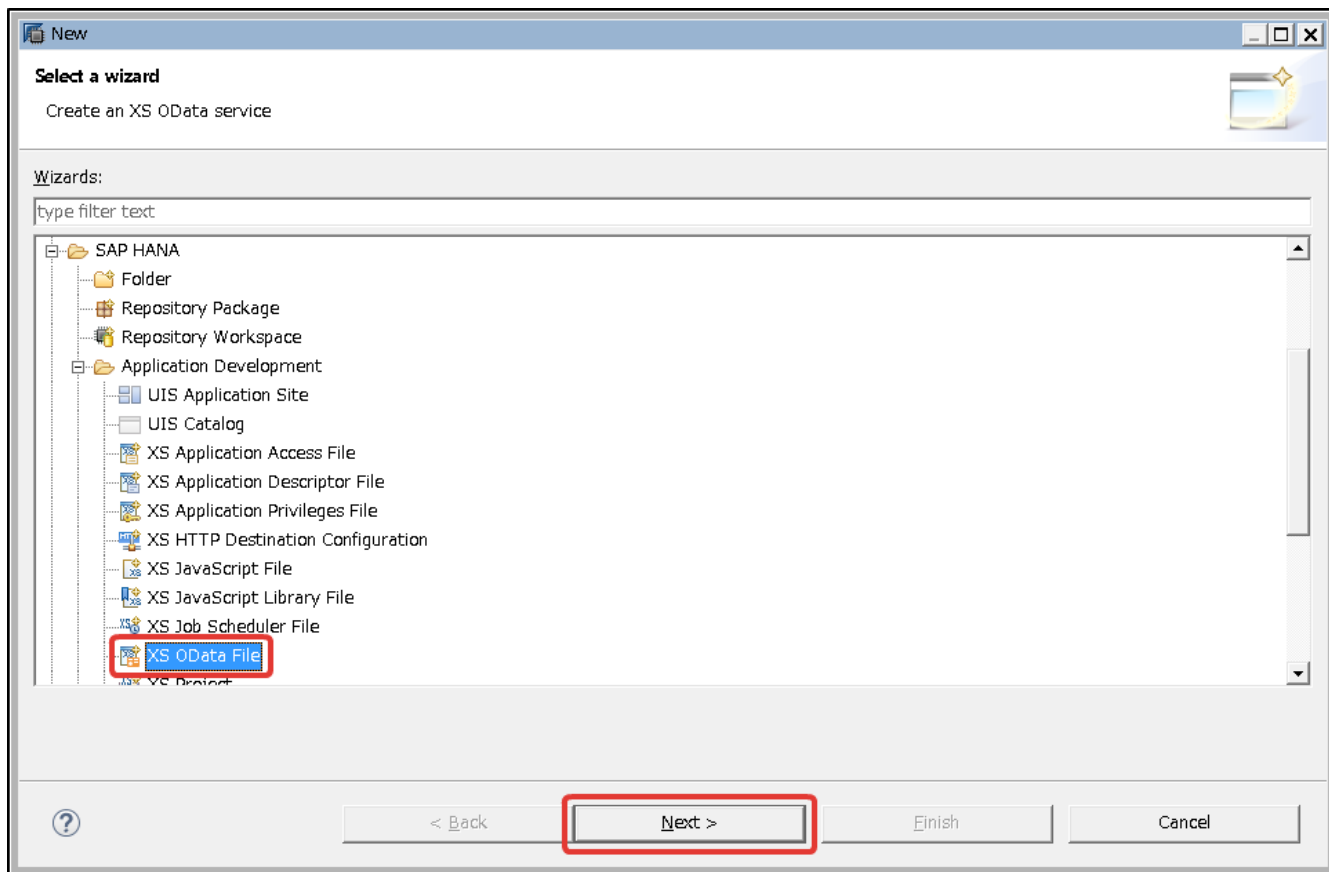 New
Select a wizard
Create an XS OData service
Wizards:
type filter text
SAP HANA
Folder
Repository Package
Repository Workspace
Application Development
UIS Application Site
UIS Catalog
XS Application Access File
XS Application Descriptor File
XS Application Privileges File
XS HTTP Destination Configuration
XS JavaScript File
XS JavaScript Library File
XS Job Scheduler File
XS OData File
XS Project
< Back Next > Finish Cancel